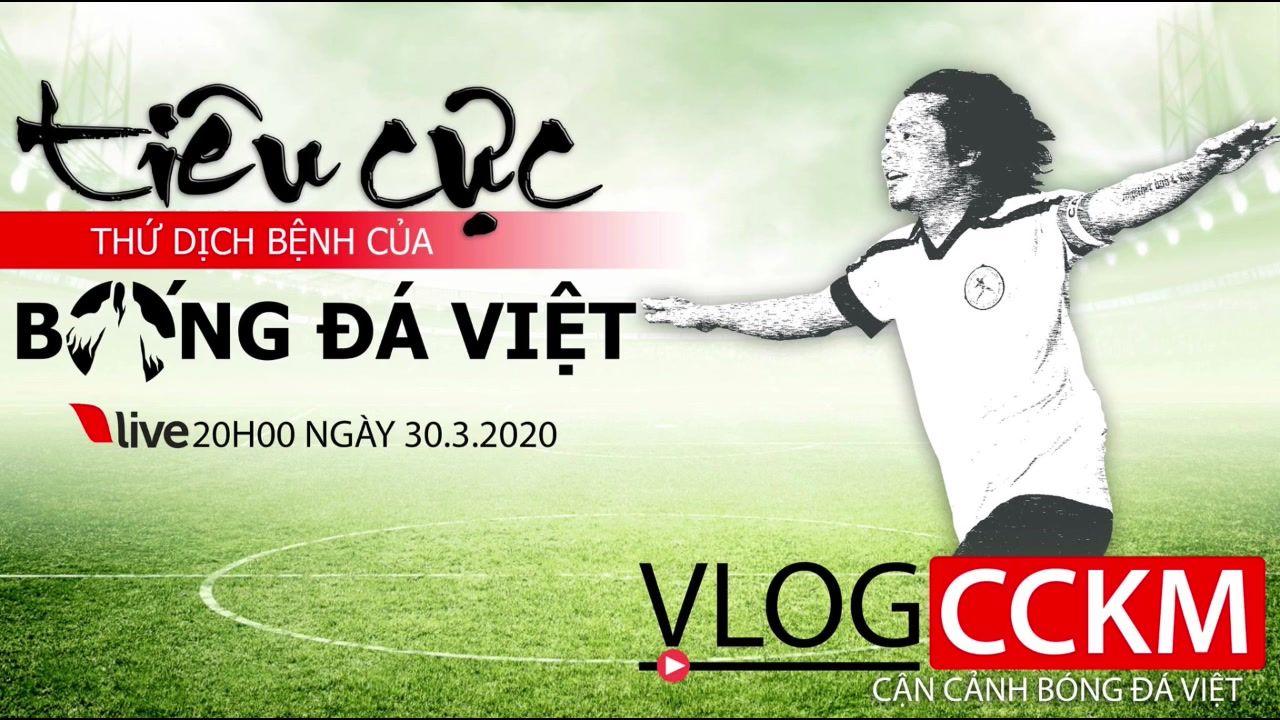 tiêu cực
THỨ DỊCH BỆNH CỦA
BÓNG ĐÁ VIỆT
live 20H00 NGÀY 30.3.2020
VLOG CCKM
CẬN CẢNH BÓNG ĐÁ VIỆT